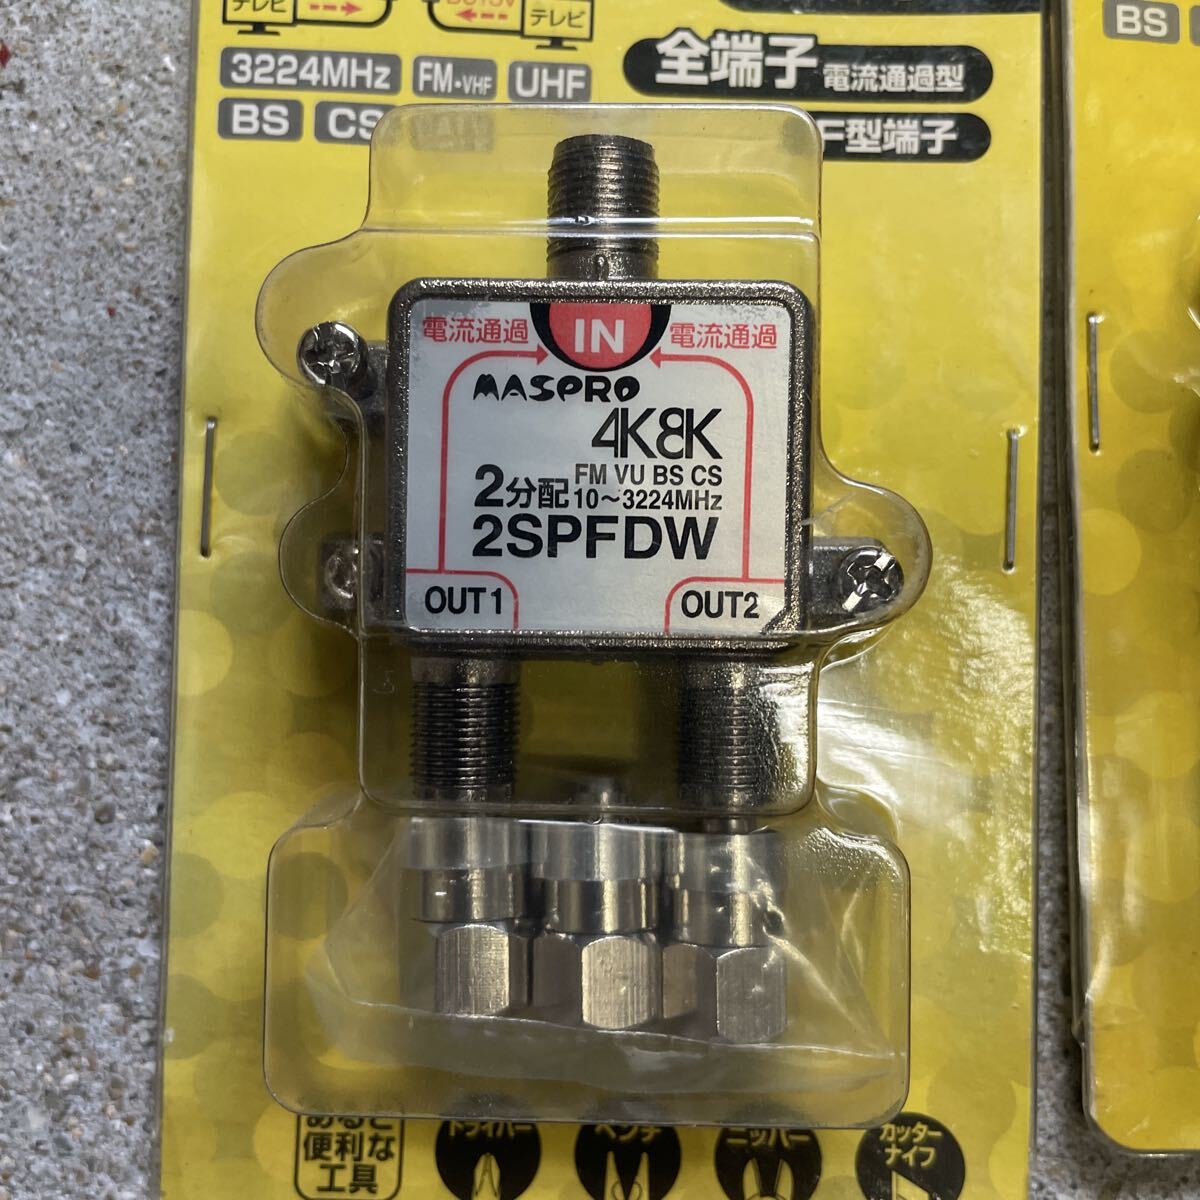 テレビ
DC15V
テレビ
3224MHz
FM・VHF
UHF
BS
CS
全端子 電流通過型
F型端子
BS
電流通過
IN
電流通過
MASPRO
4K8K
2分配
FM VU BS CS
10～3224MHz
2SPFDW
OUT1
OUT2
あると
便利な
工具
ドライバー
ペンチ
ニッパー
カッター
ナイフ